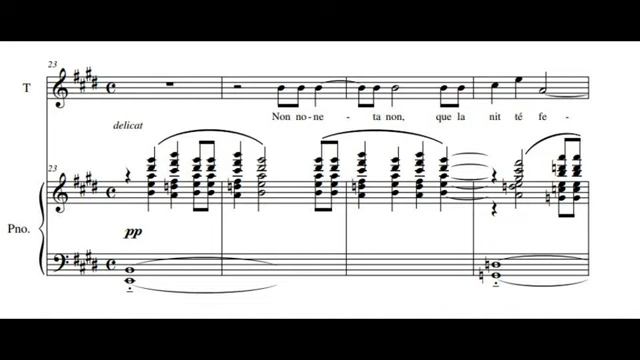 23
T
Non no-ne - ta non, que la nit té fe-
delicat
23
Pno.
pp